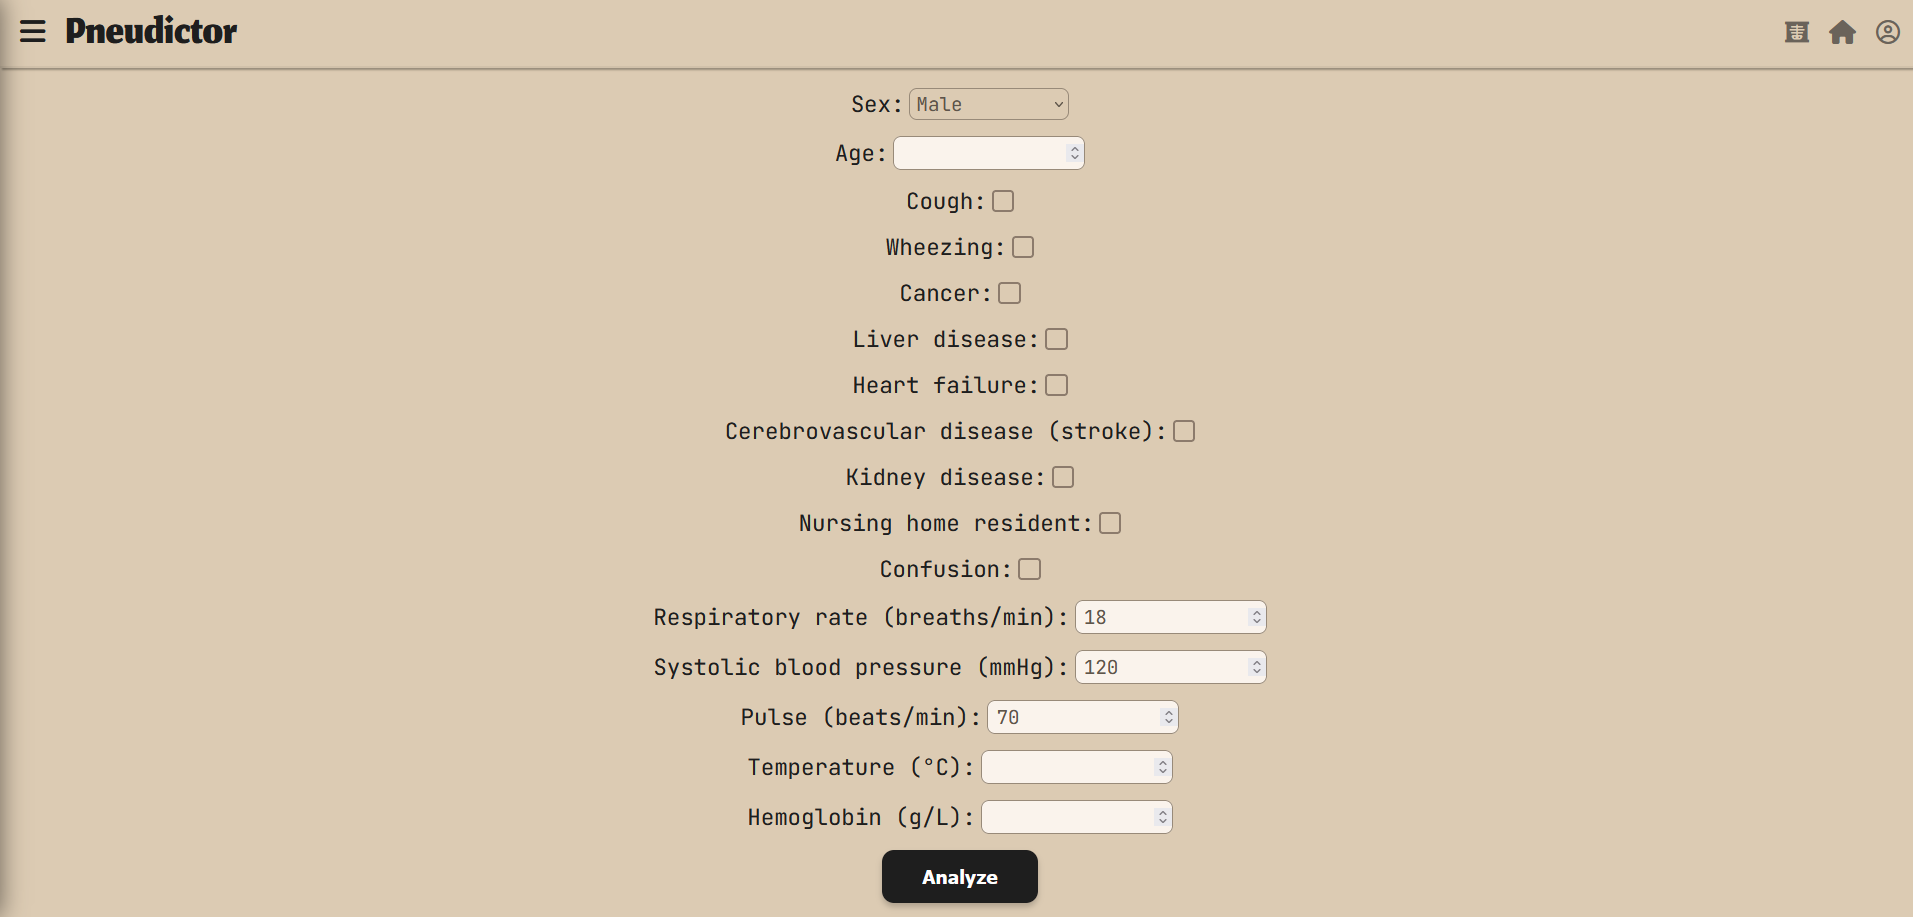 Pneudictor
Sex: Male
Age:
Cough:
Wheezing:
Cancer:
Liver disease:
Heart failure:
Cerebrovascular disease (stroke):
Kidney disease:
Nursing home resident:
Confusion:
Respiratory rate (breaths/min): 18
Systolic blood pressure (mmHg): 120
Pulse (beats/min): 70
Temperature (°C):
Hemoglobin (g/L):
Analyze